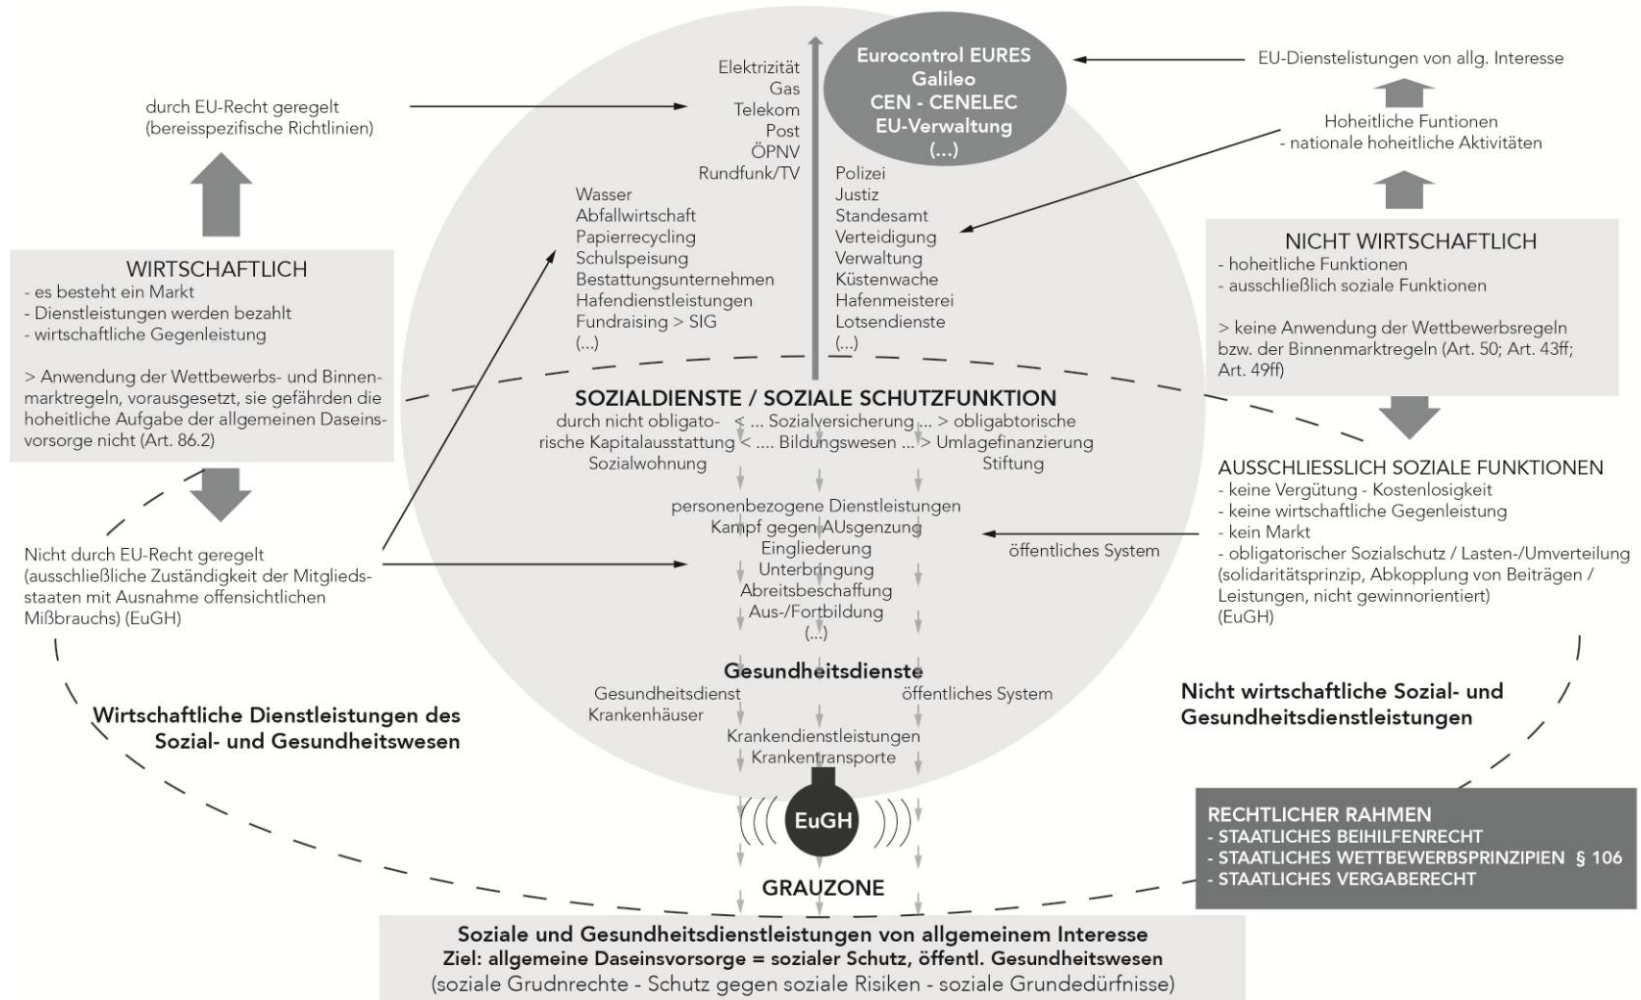 Elektrizität
Gas
Telekom
Post
ÖPNV
Rundfunk/TV
Eurocontrol EURES
Galileo
CEN - CENELEC
EU-Verwaltung
(...)
EU-Dienstelistungen von allg. Interesse
durch EU-Recht geregelt
(bereisspezifische Richtlinien)
Hoheitliche Funtionen
- nationale hoheitliche Aktivitäten
Wasser
Abfallwirtschaft
Papierrecycling
Schulspeisung
Bestattungsunternehmen
Hafendienstleistungen
Fundraising > SIG
(...)
Polizei
Justiz
Standesamt
Verteidigung
Verwaltung
Küstenwache
Hafenmeisterei
Lotsendienste
(...)
WIRTSCHAFTLICH
- es besteht ein Markt
- Dienstleistungen werden bezahlt
- wirtschaftliche Gegenleistung
> Anwendung der Wettbewerbs- und Binnen-
marktregeln, vorausgesetzt, sie gefährden die
hoheitliche Aufgabe der allgemeinen Daseins-
vorsorge nicht (Art. 86.2)
NICHT WIRTSCHAFTLICH
- hoheitliche Funktionen
- ausschließlich soziale Funktionen
> keine Anwendung der Wettbewerbsregeln
bzw. der Binnenmarktregeln (Art. 50; Art. 43ff;
Art. 49ff)
SOZIALDIENSTE / SOZIALE SCHUTZFUNKTION
durch nicht obligato- < ... Sozialversicherung ... > obligabtorische
rische Kapitalausstattung < .... Bildungswesen ... > Umlagefinanzierung
Sozialwohnung Stiftung
personenbezogene Dienstleistungen
Kampf gegen AUsgenzung
Eingliederung
Unterbringung
Abreitsbeschaffung
Aus-/Fortbildung
(...)
öffentliches System
AUSSCHLIESSLICH SOZIALE FUNKTIONEN
- keine Vergütung - Kostenlosigkeit
- keine wirtschaftliche Gegenleistung
- kein Markt
- obligatorischer Sozialschutz / Lasten-/Umverteilung
(solidaritätsprinzip, Abkopplung von Beiträgen /
Leistungen, nicht gewinnorientiert)
(EuGH)
Nicht durch EU-Recht geregelt
(ausschließliche Zuständigkeit der Mitglieds-
staaten mit Ausnahme offensichtlichen
Mißbrauchs) (EuGH)
Gesundheitsdienste
Gesundheitsdienst öffentliches System
Krankenhäuser
Krankendienstleistungen
Krankentransporte
Wirtschaftliche Dienstleistungen des
Sozial- und Gesundheitswesen
Nicht wirtschaftliche Sozial- und
Gesundheitsdienstleistungen
EuGH
GRAUZONE
RECHTLICHER RAHMEN
- STAATLICHES BEIHILFENRECHT
- STAATLICHES WETTBEWERBSPRINZIPIEN § 106
- STAATLICHES VERGABERECHT
Soziale und Gesundheitsdienstleistungen von allgemeinem Interesse
Ziel: allgemeine Daseinsvorsorge = sozialer Schutz, öffentl. Gesundheitswesen
(soziale Grudnrechte - Schutz gegen soziale Risiken - soziale Grundedürfnisse)